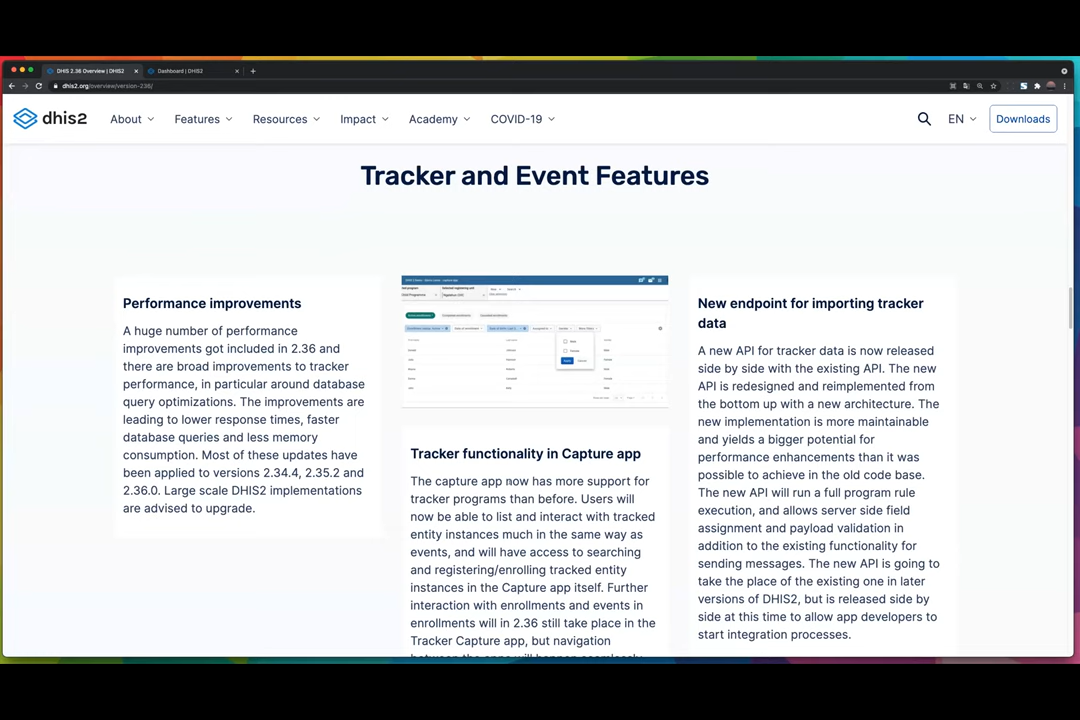 DHIS 2.36 Overview | DHIS2
Dashboard | DHIS2
dhis2.org/overview/version-236/
dhis2
About
Features
Resources
Impact
Academy
COVID-19
EN
Downloads
Tracker and Event Features
Performance improvements
A huge number of performance
improvements got included in 2.36 and
there are broad improvements to tracker
performance, in particular around database
query optimizations. The improvements are
leading to lower response times, faster
database queries and less memory
consumption. Most of these updates have
been applied to versions 2.34.4, 2.35.2 and
2.36.0. Large scale DHIS2 implementations
are advised to upgrade.
Tracker functionality in Capture app
The capture app now has more support for
tracker programs than before. Users will
now be able to list and interact with tracked
entity instances much in the same way as
events, and will have access to searching
and registering/enrolling tracked entity
instances in the Capture app itself. Further
interaction with enrollments and events in
enrollments will in 2.36 still take place in the
Tracker Capture app, but navigation
between the apps will happen seamlessly
New endpoint for importing tracker
data
A new API for tracker data is now released
side by side with the existing API. The new
API is redesigned and reimplemented from
the bottom up with a new architecture. The
new implementation is more maintainable
and yields a bigger potential for
performance enhancements than it was
possible to achieve in the old code base.
The new API will run a full program rule
execution, and allows server side field
assignment and payload validation in
addition to the existing functionality for
sending messages. The new API is going to
take the place of the existing one in later
versions of DHIS2, but is released side by
side at this time to allow app developers to
start integration processes.